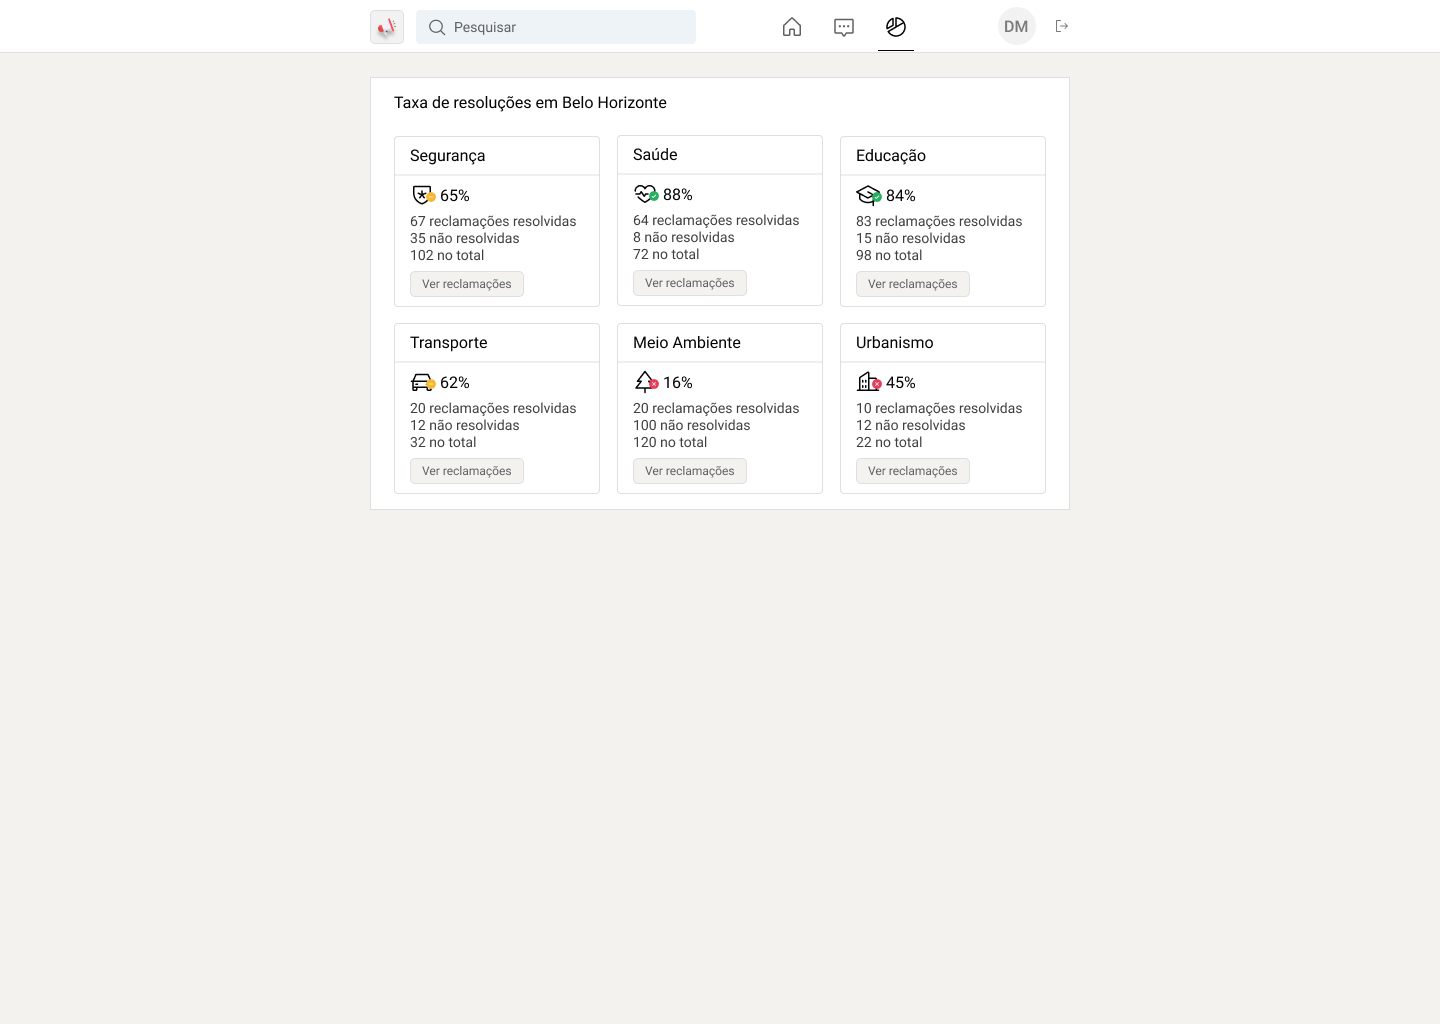 Pesquisar
DM
Taxa de resoluções em Belo Horizonte
Segurança
65%
67 reclamações resolvidas
35 não resolvidas
102 no total
Ver reclamações
Saúde
88%
64 reclamações resolvidas
8 não resolvidas
72 no total
Ver reclamações
Educação
84%
83 reclamações resolvidas
15 não resolvidas
98 no total
Ver reclamações
Transporte
62%
20 reclamações resolvidas
12 não resolvidas
32 no total
Ver reclamações
Meio Ambiente
16%
20 reclamações resolvidas
100 não resolvidas
120 no total
Ver reclamações
Urbanismo
45%
10 reclamações resolvidas
12 não resolvidas
22 no total
Ver reclamações